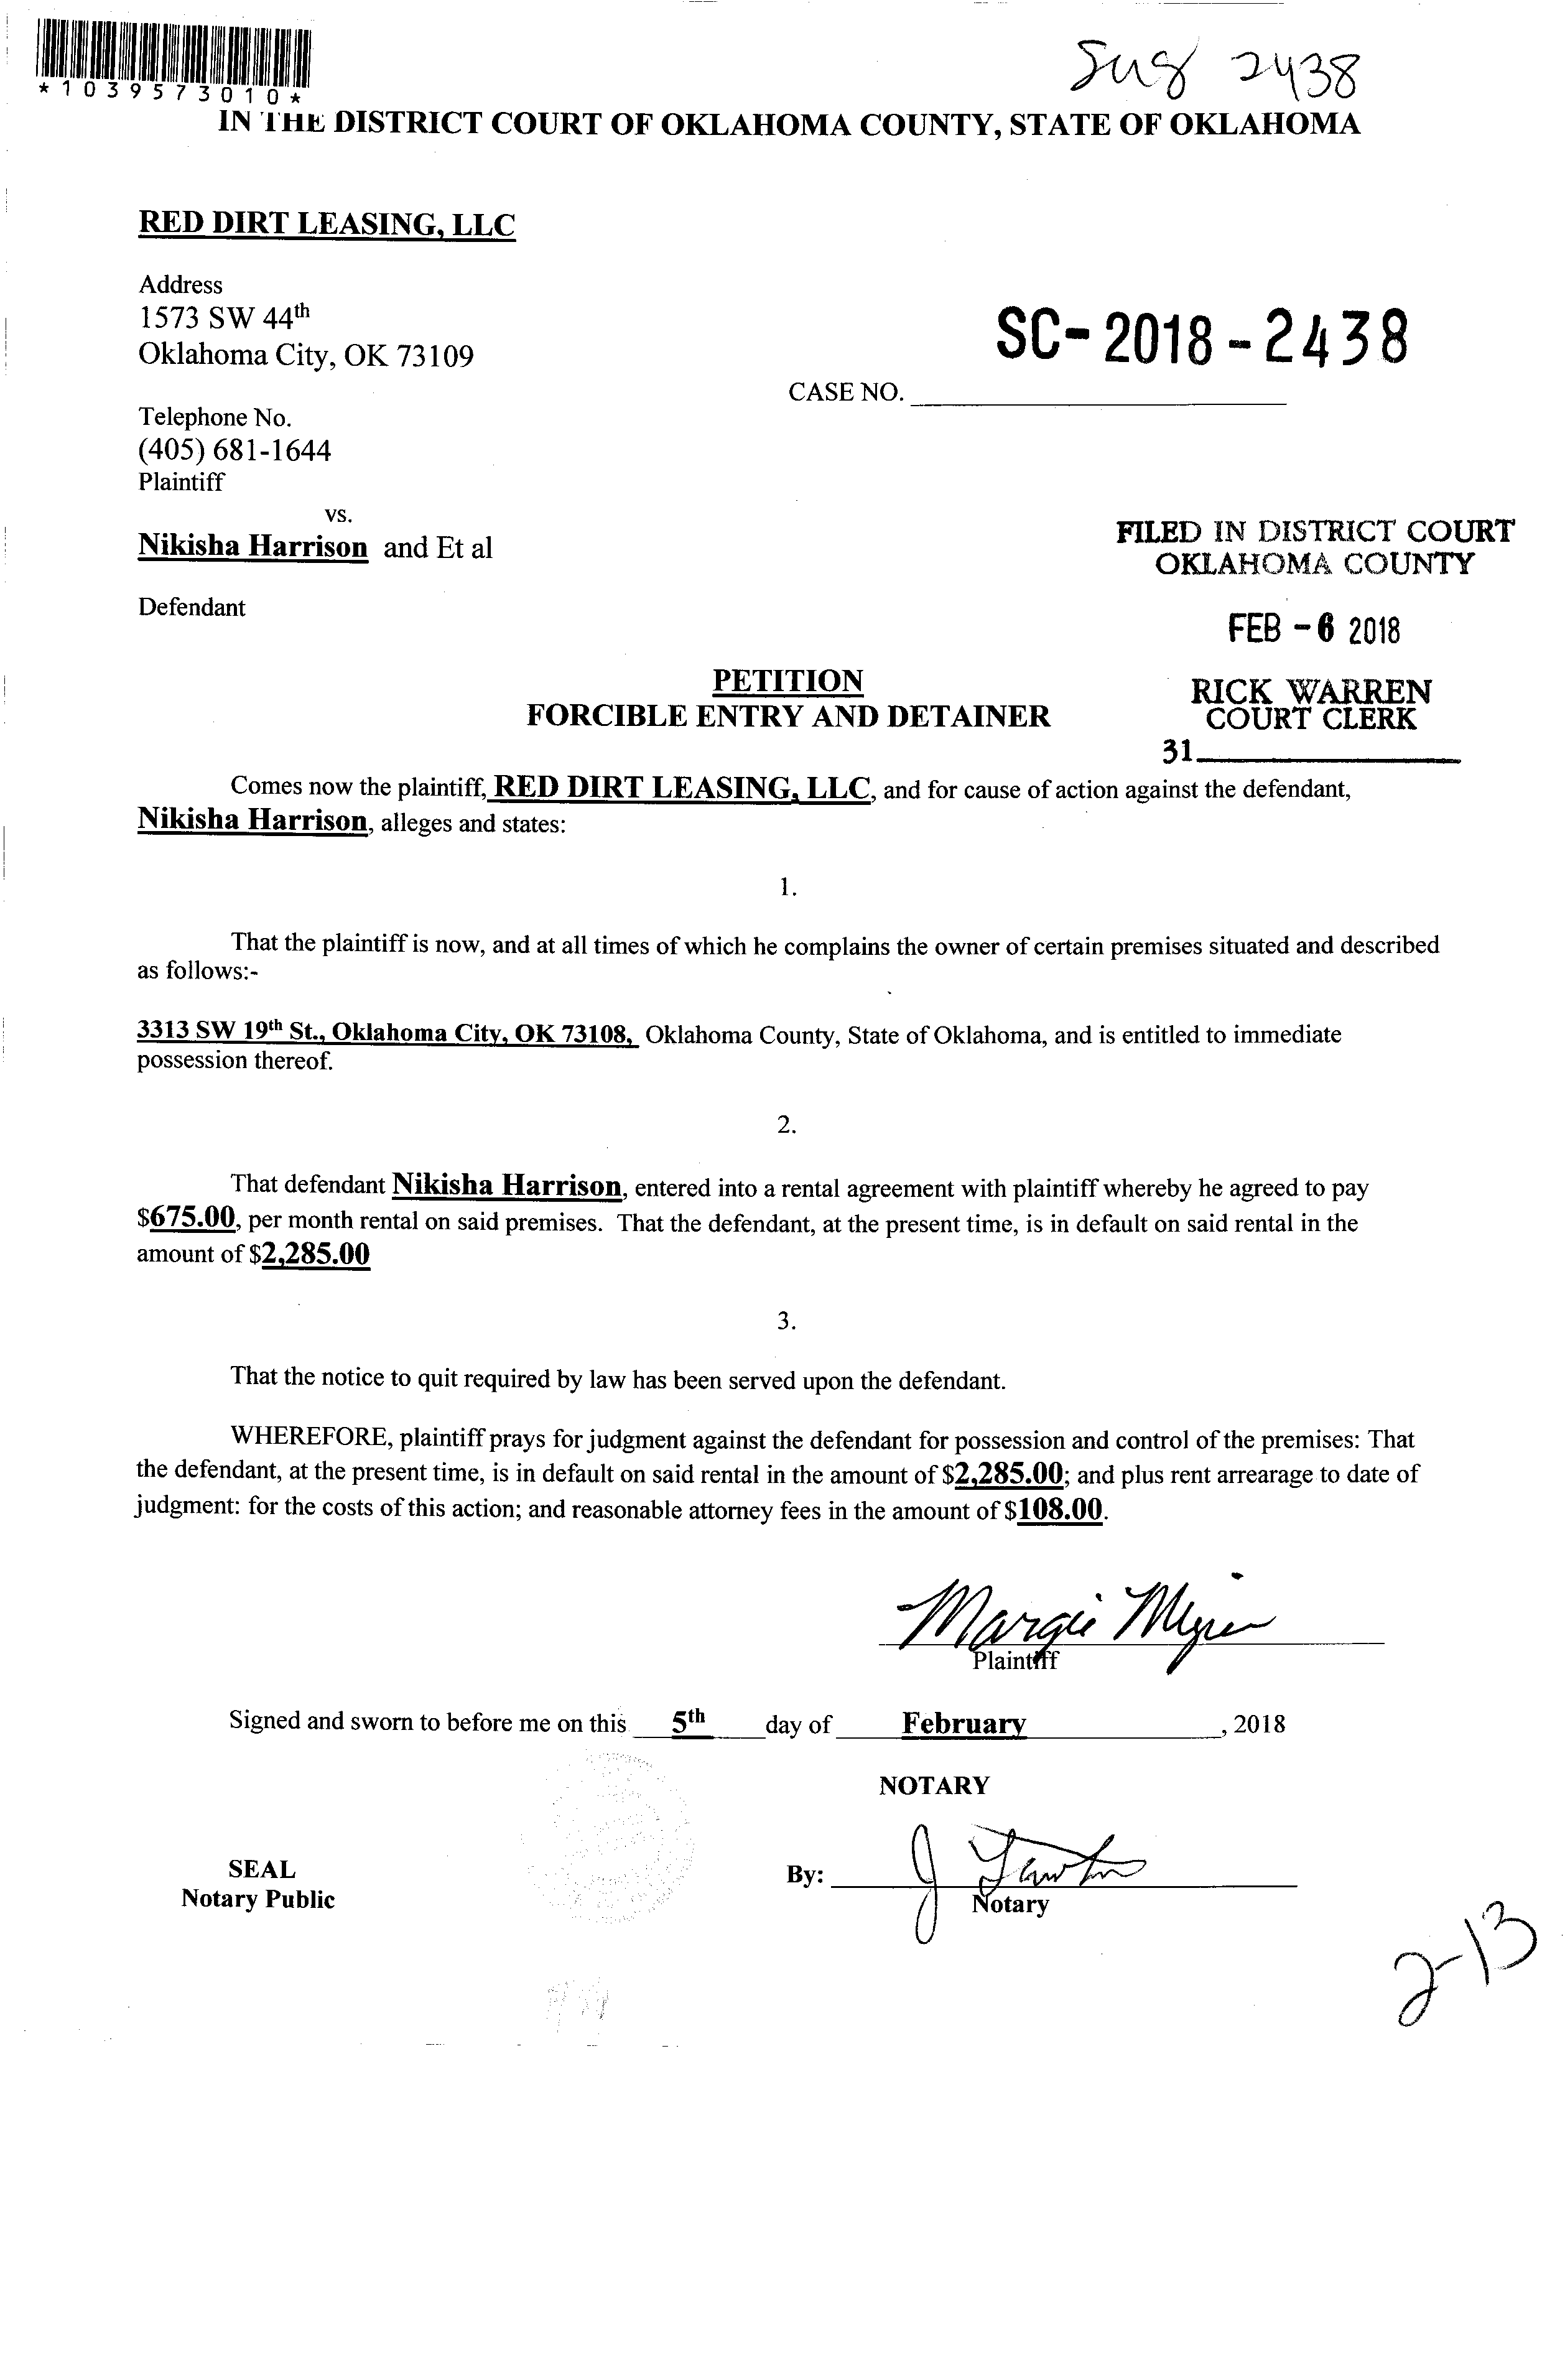 Sug 2438
*1039573010*
IN THE DISTRICT COURT OF OKLAHOMA COUNTY, STATE OF OKLAHOMA
RED DIRT LEASING, LLC
Address
1573 SW 44th
Oklahoma City, OK 73109
SC-2018-2438
CASE NO.
Telephone No.
(405) 681-1644
Plaintiff
vs.
Nikisha Harrison and Et al
Defendant
FILED IN DISTRICT COURT
OKLAHOMA COUNTY
FEB -6 2018
RICK WARREN
COURT CLERK
31
PETITION
FORCIBLE ENTRY AND DETAINER
Comes now the plaintiff, RED DIRT LEASING, LLC, and for cause of action against the defendant,
Nikisha Harrison, alleges and states:
1.
That the plaintiff is now, and at all times of which he complains the owner of certain premises situated and described
as follows:-
3313 SW 19th St., Oklahoma City, OK 73108, Oklahoma County, State of Oklahoma, and is entitled to immediate
possession thereof.
2.
That defendant Nikisha Harrison, entered into a rental agreement with plaintiff whereby he agreed to pay
$675.00, per month rental on said premises. That the defendant, at the present time, is in default on said rental in the
amount of $2,285.00
3.
That the notice to quit required by law has been served upon the defendant.
WHEREFORE, plaintiff prays for judgment against the defendant for possession and control of the premises: That
the defendant, at the present time, is in default on said rental in the amount of $2,285.00; and plus rent arrearage to date of
judgment: for the costs of this action; and reasonable attorney fees in the amount of $108.00.
Margie
Plaintiff
Signed and sworn to before me on this 5th day of February, 2018
NOTARY
SEAL
Notary Public
By: J Lawton
Notary
2-13